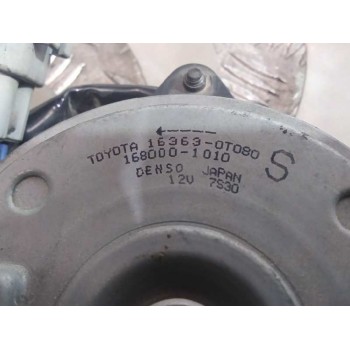 TOYOTA 16363-0T080
168000-1010 S
DENSO JAPAN
12V 7S30